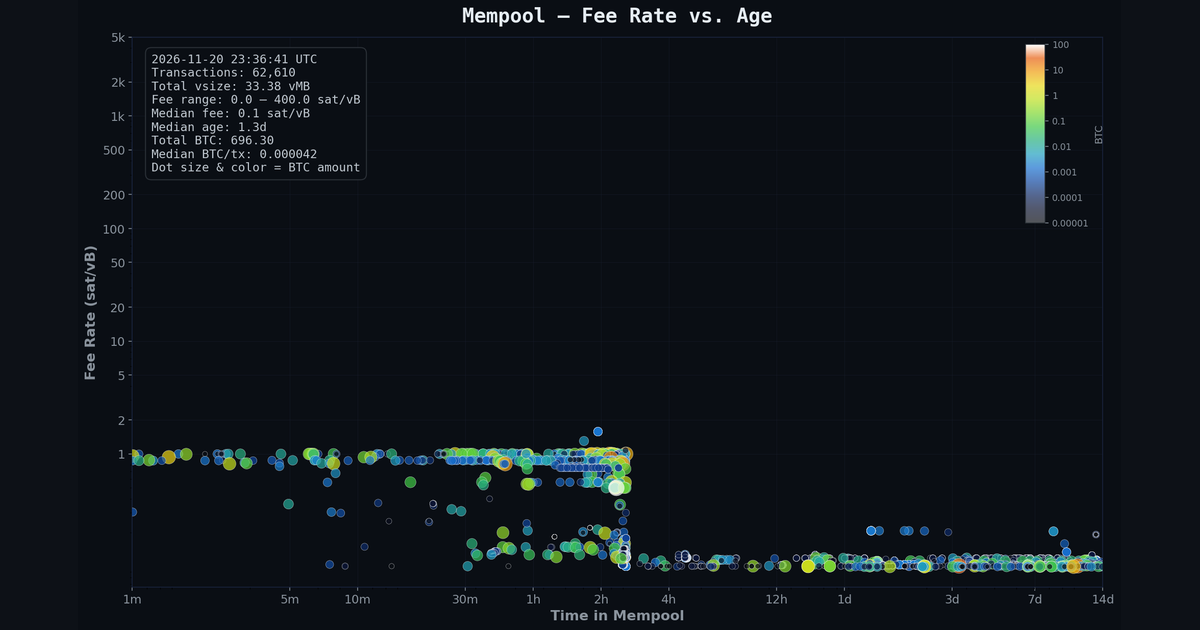 Mempool — Fee Rate vs. Age
2026-11-20 23:36:41 UTC
Transactions: 62,610
Total vsize: 33.38 vMB
Fee range: 0.0 — 400.0 sat/vB
Median fee: 0.1 sat/vB
Median age: 1.3d
Total BTC: 696.30
Median BTC/tx: 0.000042
Dot size & color = BTC amount
Fee Rate (sat/vB)
5k
2k
1k
500
200
100
50
20
10
5
2
1
100
10
1
0.1
0.01
0.001
0.0001
0.00001
BTC
1m 5m 10m 30m 1h 2h 4h 12h 1d 3d 7d 14d
Time in Mempool